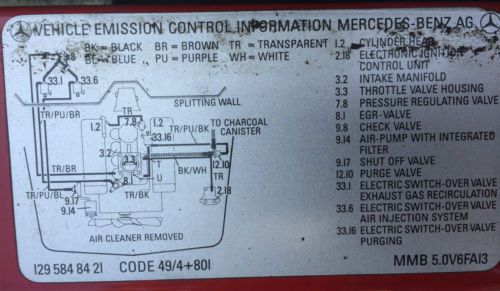 VEHICLE EMISSION CONTROL INFORMATION MERCEDES-BENZ AG
BK = BLACK BR = BROWN TR = TRANSPARENT
BL = BLUE PU = PURPLE WH = WHITE
1.2 CYLINDER HEAD
2.18 ELECTRONIC IGNITION
CONTROL UNIT
3.2 INTAKE MANIFOLD
3.3 THROTTLE VALVE HOUSING
7.8 PRESSURE REGULATING VALVE
8.1 EGR-VALVE
9.8 CHECK VALVE
9.14 AIR-PUMP WITH INTEGRATED
FILTER
9.17 SHUT OFF VALVE
12.10 PURGE VALVE
33.1 ELECTRIC SWITCH-OVER VALVE
EXHAUST GAS RECIRCULATION
33.6 ELECTRIC SWITCH-OVER VALVE
AIR INJECTION SYSTEM
33.16 ELECTRIC SWITCH-OVER VALVE
PURGING
33.1
33.6
TR
SPLITTING WALL
TR/PU/BR
1.2
7.8
33.16
TR/PU/BK
TO CHARCOAL
CANISTER
1.2
3.2
3.3
TR/BR
T
U
BK/WH
12.10
TR
2.18
TR/PU/BL
8.1
9.17
9.14
TR/BK
AIR CLEANER REMOVED
129 584 84 21 CODE 49/4+801 MMB 5.0V6FA13